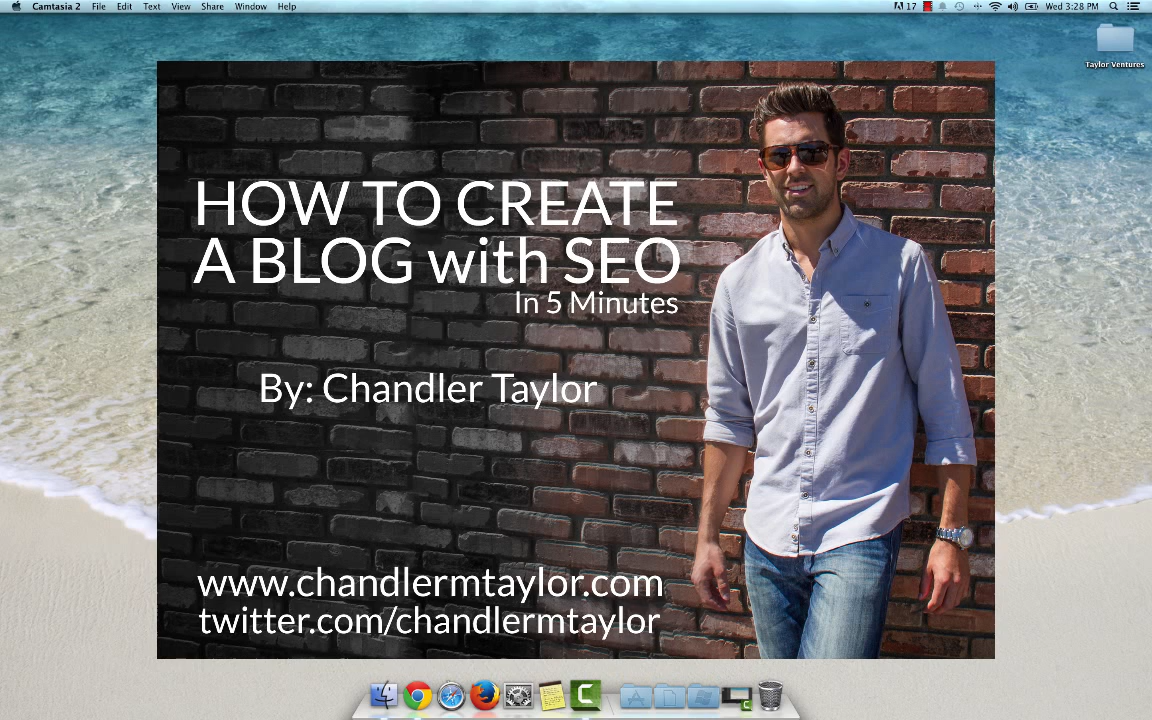 Camtasia 2 File Edit Text View Share Window Help 17 Wed 3:28 PM
Taylor Ventures
HOW TO CREATE
A BLOG with SEO
In 5 Minutes
By: Chandler Taylor
www.chandlermtaylor.com
twitter.com/chandlermtaylor